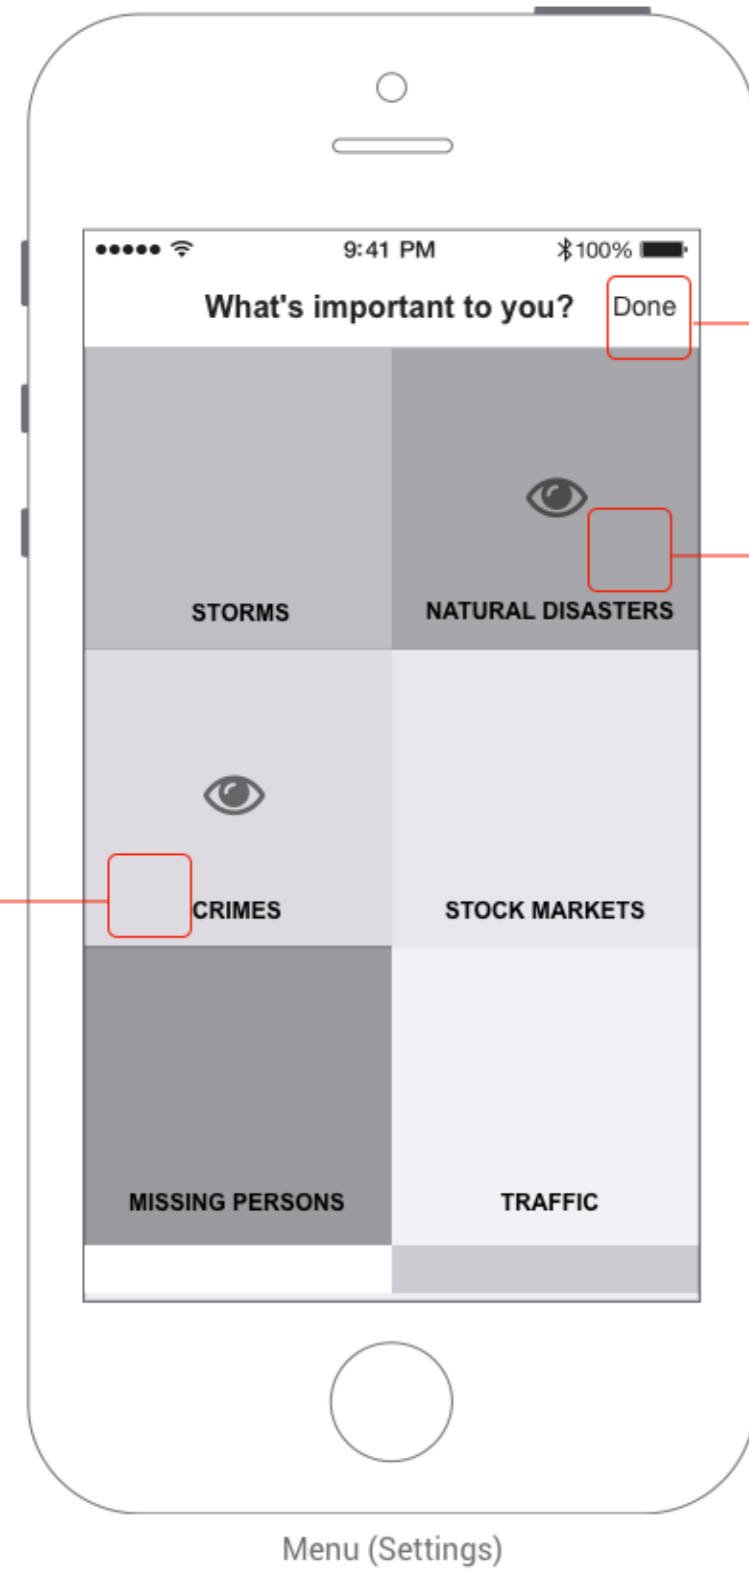 9:41 PM 100%
What's important to you? Done
STORMS NATURAL DISASTERS
CRIMES STOCK MARKETS
MISSING PERSONS TRAFFIC
Menu (Settings)